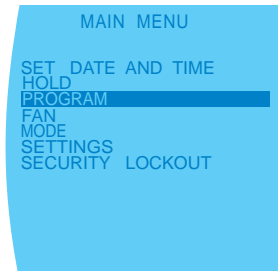 MAIN MENU
SET DATE AND TIME
HOLD
PROGRAM
FAN
MODE
SETTINGS
SECURITY LOCKOUT